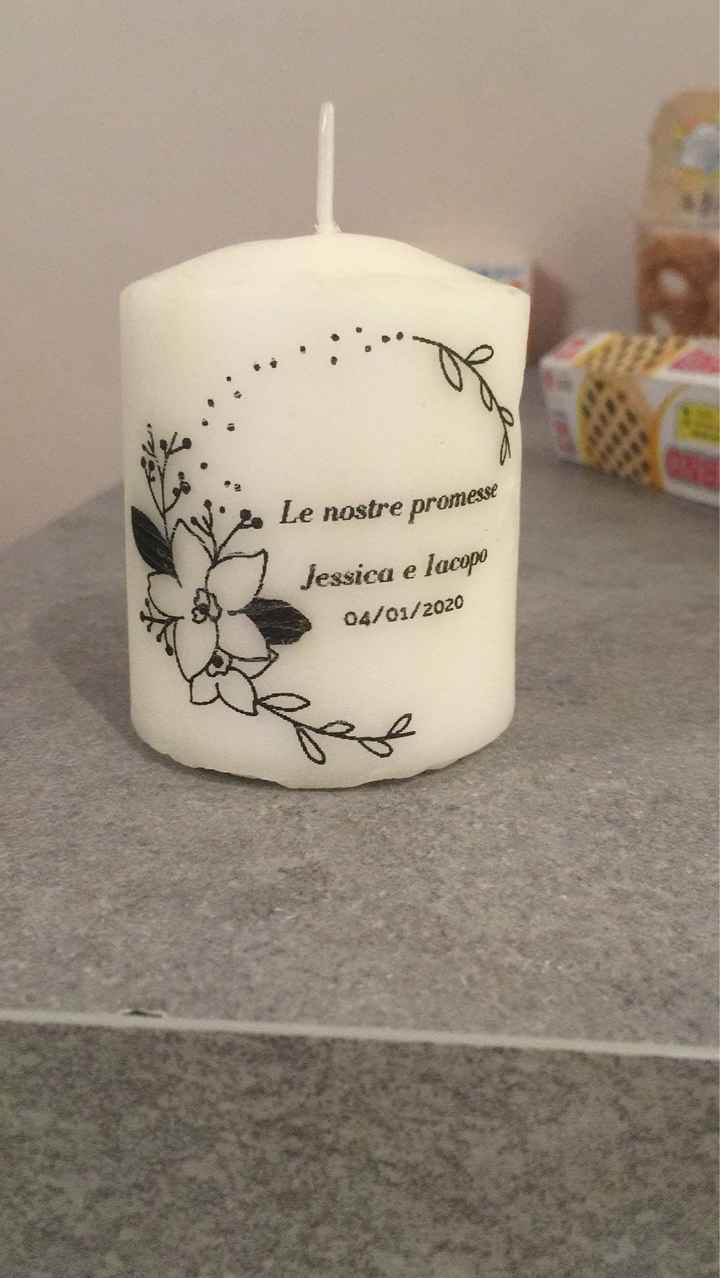 Le nostre promesse
Jessica e Iacopo
04/01/2020